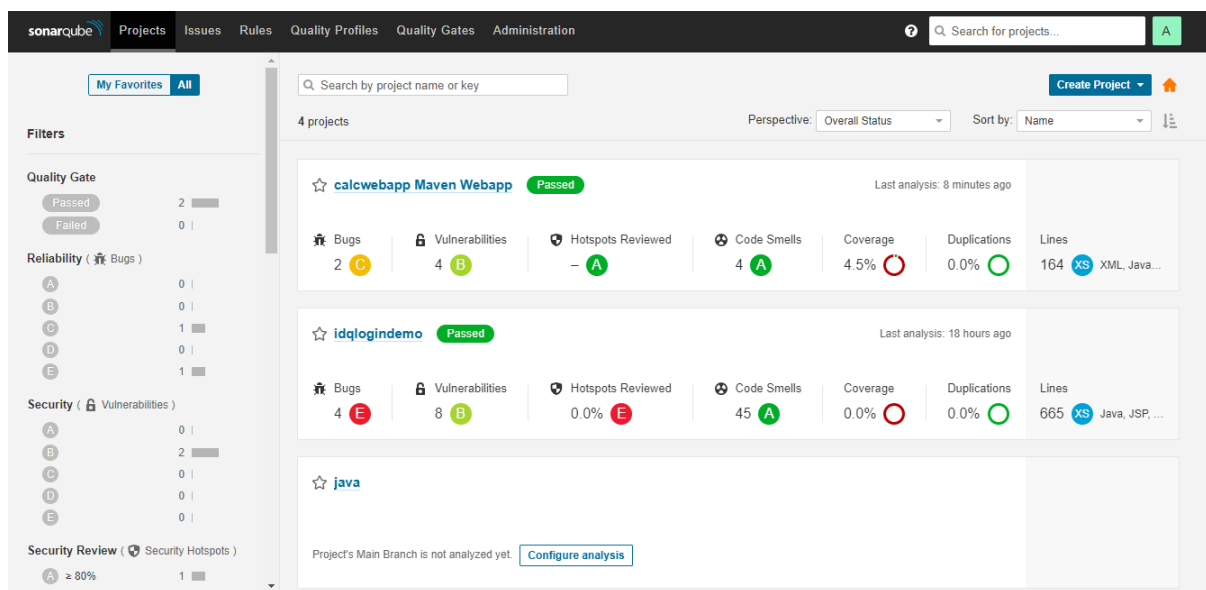 sonarqube Projects Issues Rules Quality Profiles Quality Gates Administration ? Search for projects... A
My Favorites All
Search by project name or key
Create Project
4 projects
Perspective: Overall Status Sort by: Name
Filters
Quality Gate
Passed 2
Failed 0
Reliability ( Bugs )
A 0
B 0
C 1
D 0
E 1
Security ( Vulnerabilities )
A 0
B 2
C 0
D 0
E 0
Security Review ( Security Hotspots )
A ≥ 80% 1
calcwebapp Maven Webapp Passed Last analysis: 8 minutes ago
Bugs Vulnerabilities Hotspots Reviewed Code Smells Coverage Duplications Lines
2 C 4 B – A 4 A 4.5% 0.0% 164 XS XML, Java...
idqlogindemo Passed Last analysis: 18 hours ago
Bugs Vulnerabilities Hotspots Reviewed Code Smells Coverage Duplications Lines
4 E 8 B 0.0% E 45 A 0.0% 0.0% 665 XS Java, JSP, ...
java
Project's Main Branch is not analyzed yet. Configure analysis